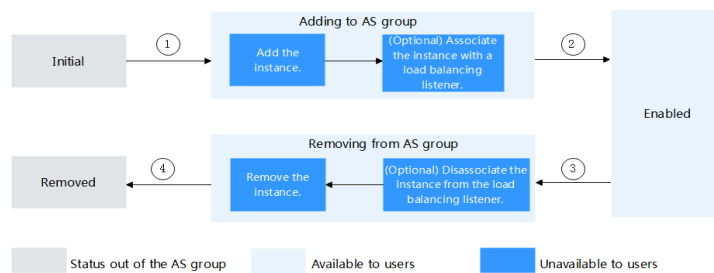 Adding to AS group
①
②
Initial
Add the
instance.
(Optional) Associate
the instance with a
load balancing
listener.
Enabled
Removing from AS group
④
③
Removed
Remove the
instance.
(Optional) Disassociate the
instance from the load
balancing listener.
Status out of the AS group
Available to users
Unavailable to users